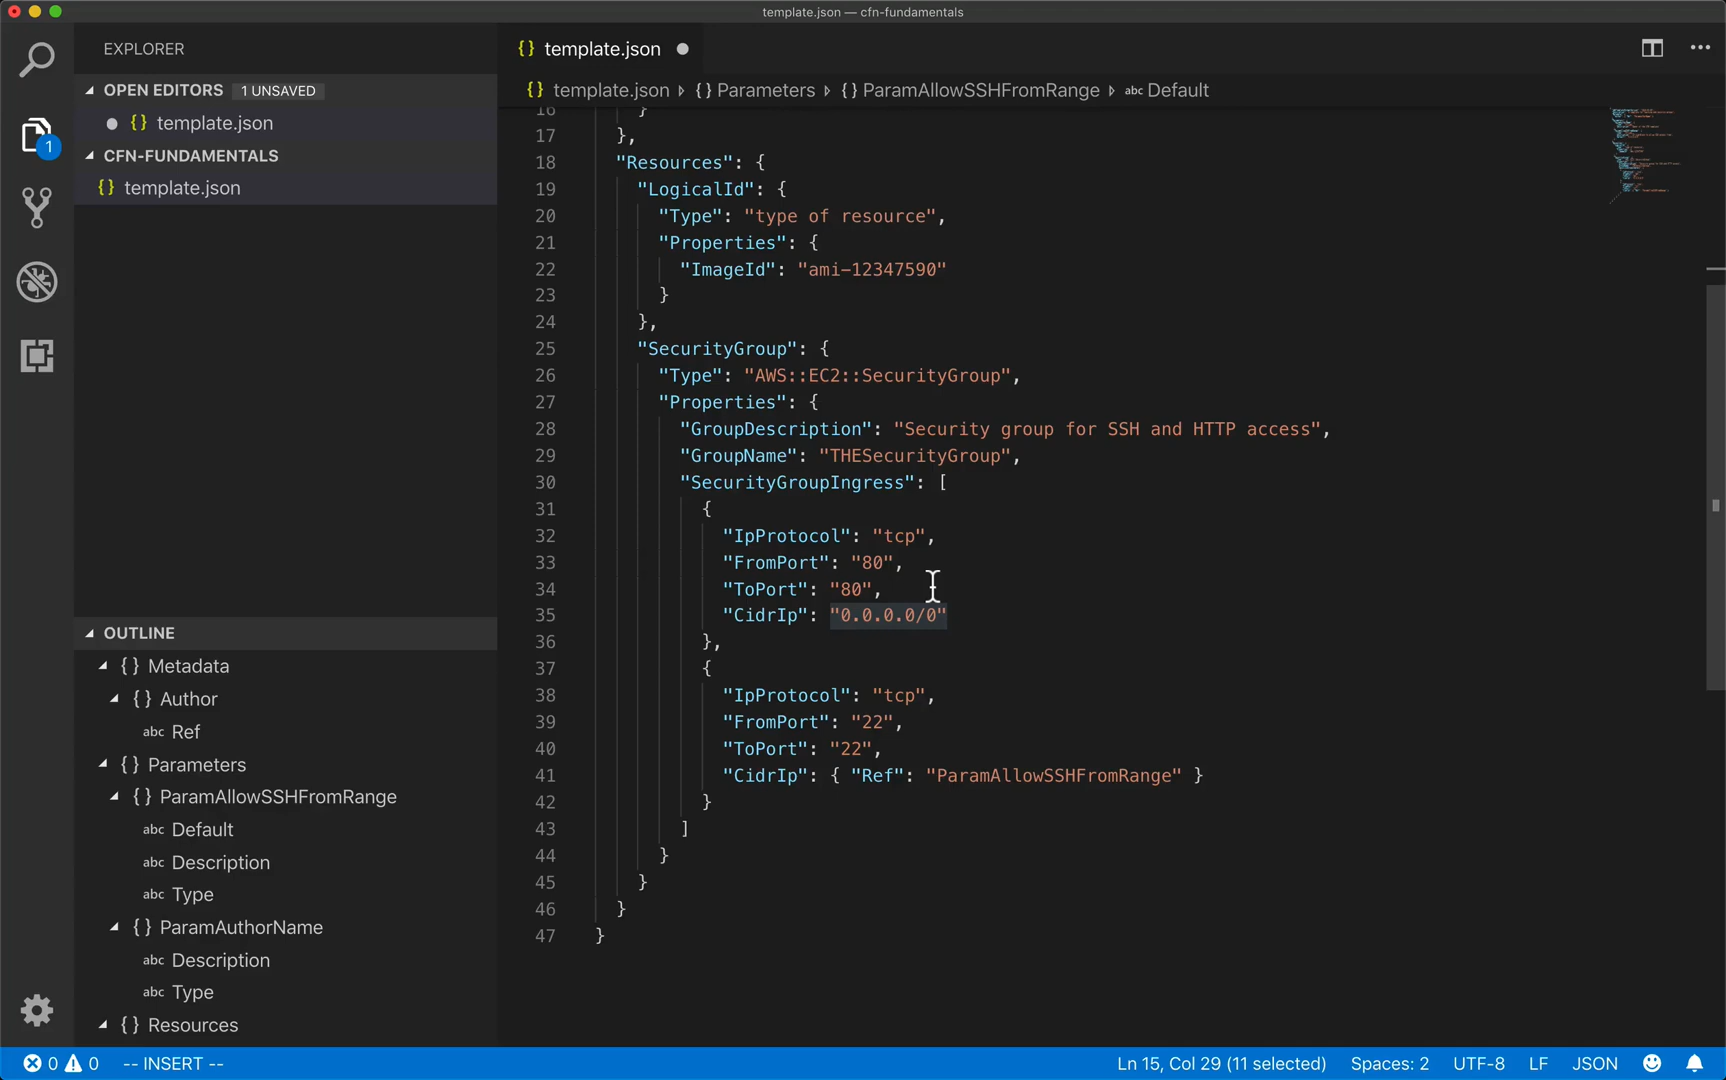 template.json — cfn-fundamentals
EXPLORER
OPEN EDITORS 1 UNSAVED
{} template.json
CFN-FUNDAMENTALS
{} template.json
1
OUTLINE
{} Metadata
{} Author
abc Ref
{} Parameters
{} ParamAllowSSHFromRange
abc Default
abc Description
abc Type
{} ParamAuthorName
abc Description
abc Type
{} Resources
{} template.json
{} template.json {} Parameters {} ParamAllowSSHFromRange abc Default
16 }
17 },
18 "Resources": {
19 "LogicalId": {
20 "Type": "type of resource",
21 "Properties": {
22 "ImageId": "ami-12347590"
23 }
24 },
25 "SecurityGroup": {
26 "Type": "AWS::EC2::SecurityGroup",
27 "Properties": {
28 "GroupDescription": "Security group for SSH and HTTP access",
29 "GroupName": "THESecurityGroup",
30 "SecurityGroupIngress": [
31 {
32 "IpProtocol": "tcp",
33 "FromPort": "80",
34 "ToPort": "80",
35 "CidrIp": "0.0.0.0/0"
36 },
37 {
38 "IpProtocol": "tcp",
39 "FromPort": "22",
40 "ToPort": "22",
41 "CidrIp": { "Ref": "ParamAllowSSHFromRange" }
42 }
43 ]
44 }
45 }
46 }
47 }
0 0 -- INSERT -- Ln 15, Col 29 (11 selected) Spaces: 2 UTF-8 LF JSON